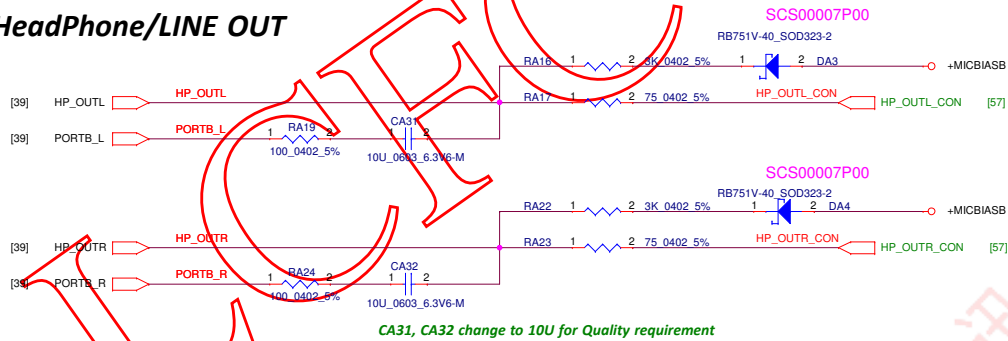 HeadPhone/LINE OUT
SCS00007P00
RB751V-40_SOD323-2
RA16 1 2 3K_0402_5% 1 2 DA3 +MICBIASB
[39] HP_OUTL HP_OUTL RA17 1 2 75_0402_5% HP_OUTL_CON HP_OUTL_CON [57]
[39] PORTB_L PORTB_L 1 RA19 2 1 CA31 2
100_0402_5% 10U_0603_6.3V6-M
SCS00007P00
RB751V-40_SOD323-2
RA22 1 2 3K_0402_5% 1 2 DA4 +MICBIASB
[39] HP_OUTR HP_OUTR RA23 1 2 75_0402_5% HP_OUTR_CON HP_OUTR_CON [57]
[39] PORTB_R PORTB_R 1 RA24 2 1 CA32 2
100_0402_5% 10U_0603_6.3V6-M
CA31, CA32 change to 10U for Quality requirement